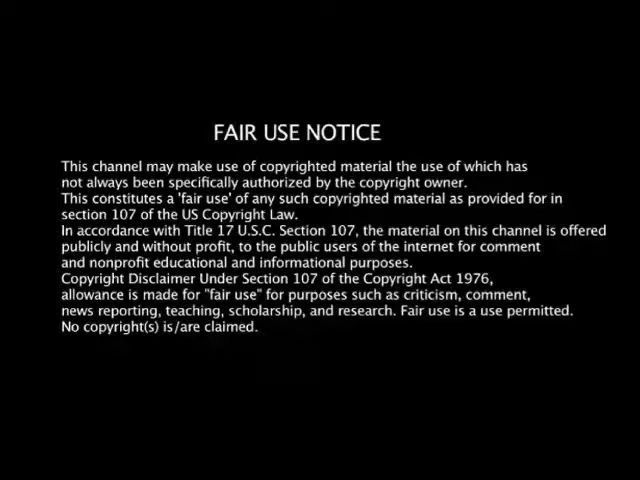 FAIR USE NOTICE
This channel may make use of copyrighted material the use of which has
not always been specifically authorized by the copyright owner.
This constitutes a 'fair use' of any such copyrighted material as provided for in
section 107 of the US Copyright Law.
In accordance with Title 17 U.S.C. Section 107, the material on this channel is offered
publicly and without profit, to the public users of the internet for comment
and nonprofit educational and informational purposes.
Copyright Disclaimer Under Section 107 of the Copyright Act 1976,
allowance is made for "fair use" for purposes such as criticism, comment,
news reporting, teaching, scholarship, and research. Fair use is a use permitted.
No copyright(s) is/are claimed.